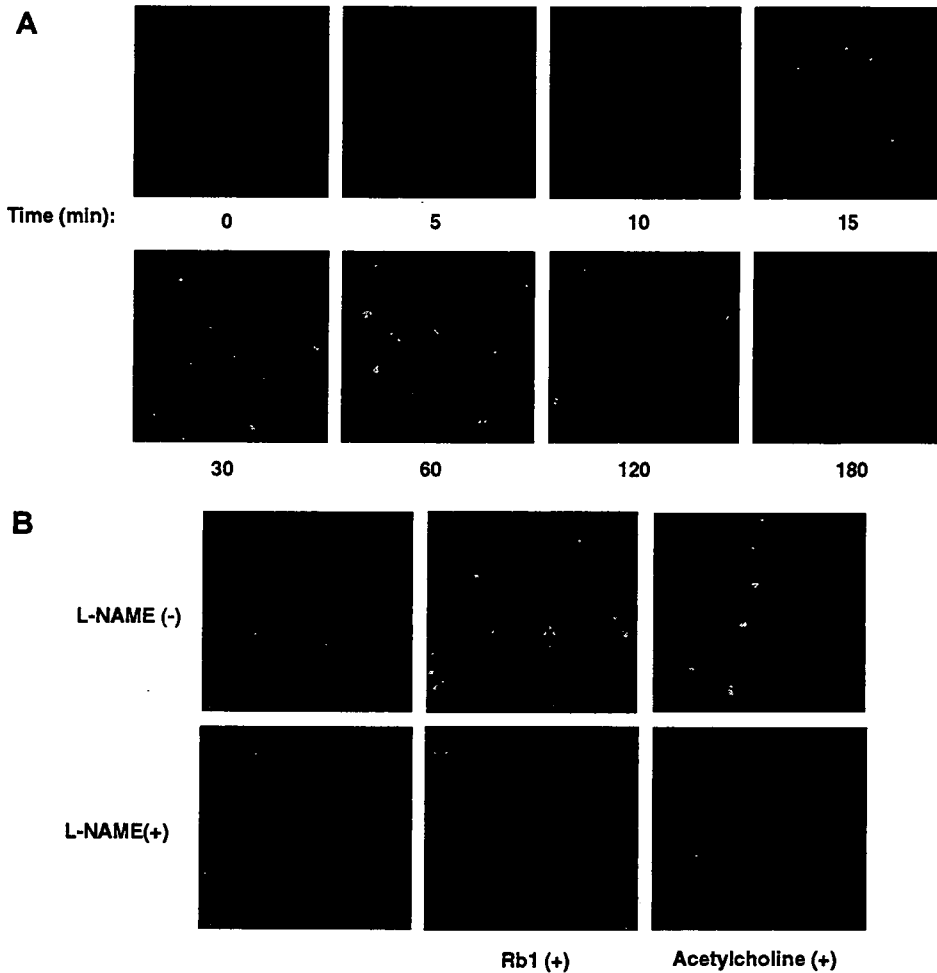 A
Time (min): 0 5 10 15
30 60 120 180
B
L-NAME (-)
L-NAME(+)
Rb1 (+) Acetylcholine (+)